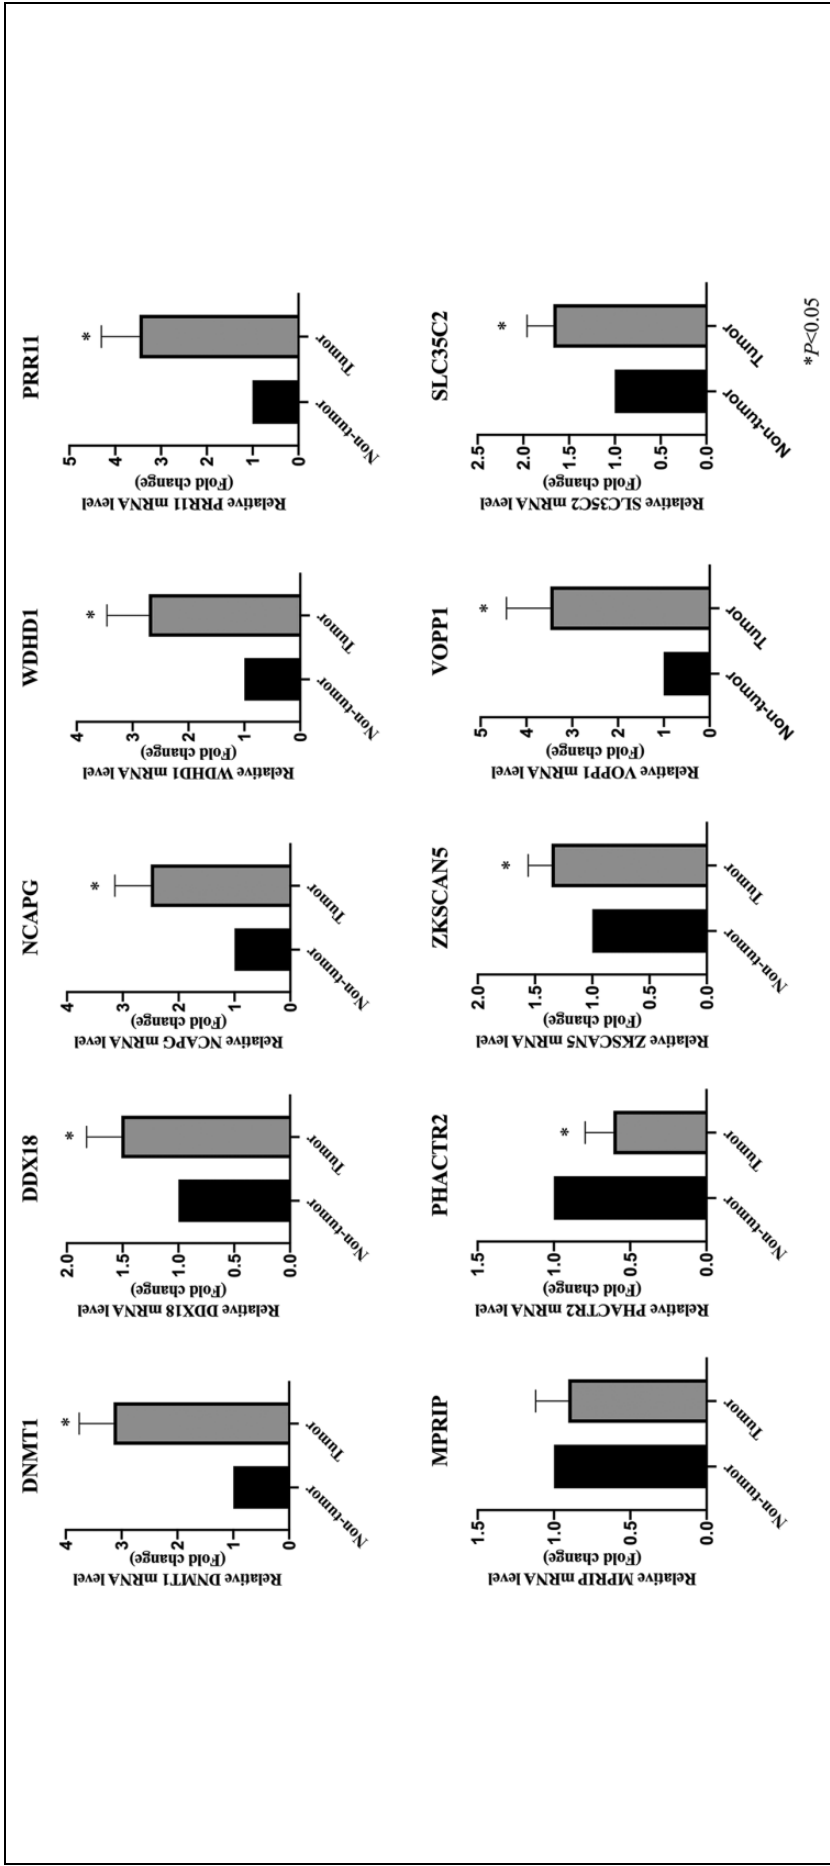 DNMT1
Relative DNMT1 mRNA level
(Fold change)
4
3
2
1
0
Non-tumor
Tumor
*
DDX18
Relative DDX18 mRNA level
(Fold change)
2.0
1.5
1.0
0.5
0.0
Non-tumor
Tumor
*
NCAPG
Relative NCAPG mRNA level
(Fold change)
4
3
2
1
0
Non-tumor
Tumor
*
WDHD1
Relative WDHD1 mRNA level
(Fold change)
4
3
2
1
0
Non-tumor
Tumor
*
PRR11
Relative PRR11 mRNA level
(Fold change)
5
4
3
2
1
0
Non-tumor
Tumor
*
MPRIP
Relative MPRIP mRNA level
(Fold change)
1.5
1.0
0.5
0.0
Non-tumor
Tumor
PHACTR2
Relative PHACTR2 mRNA level
(Fold change)
1.5
1.0
0.5
0.0
Non-tumor
Tumor
*
ZKSCAN5
Relative ZKSCAN5 mRNA level
(Fold change)
2.0
1.5
1.0
0.5
0.0
Non-tumor
Tumor
*
VOPP1
Relative VOPP1 mRNA level
(Fold change)
5
4
3
2
1
0
Non-tumor
Tumor
*
SLC35C2
Relative SLC35C2 mRNA level
(Fold change)
2.5
2.0
1.5
1.0
0.5
0.0
Non-tumor
Tumor
*
*P<0.05